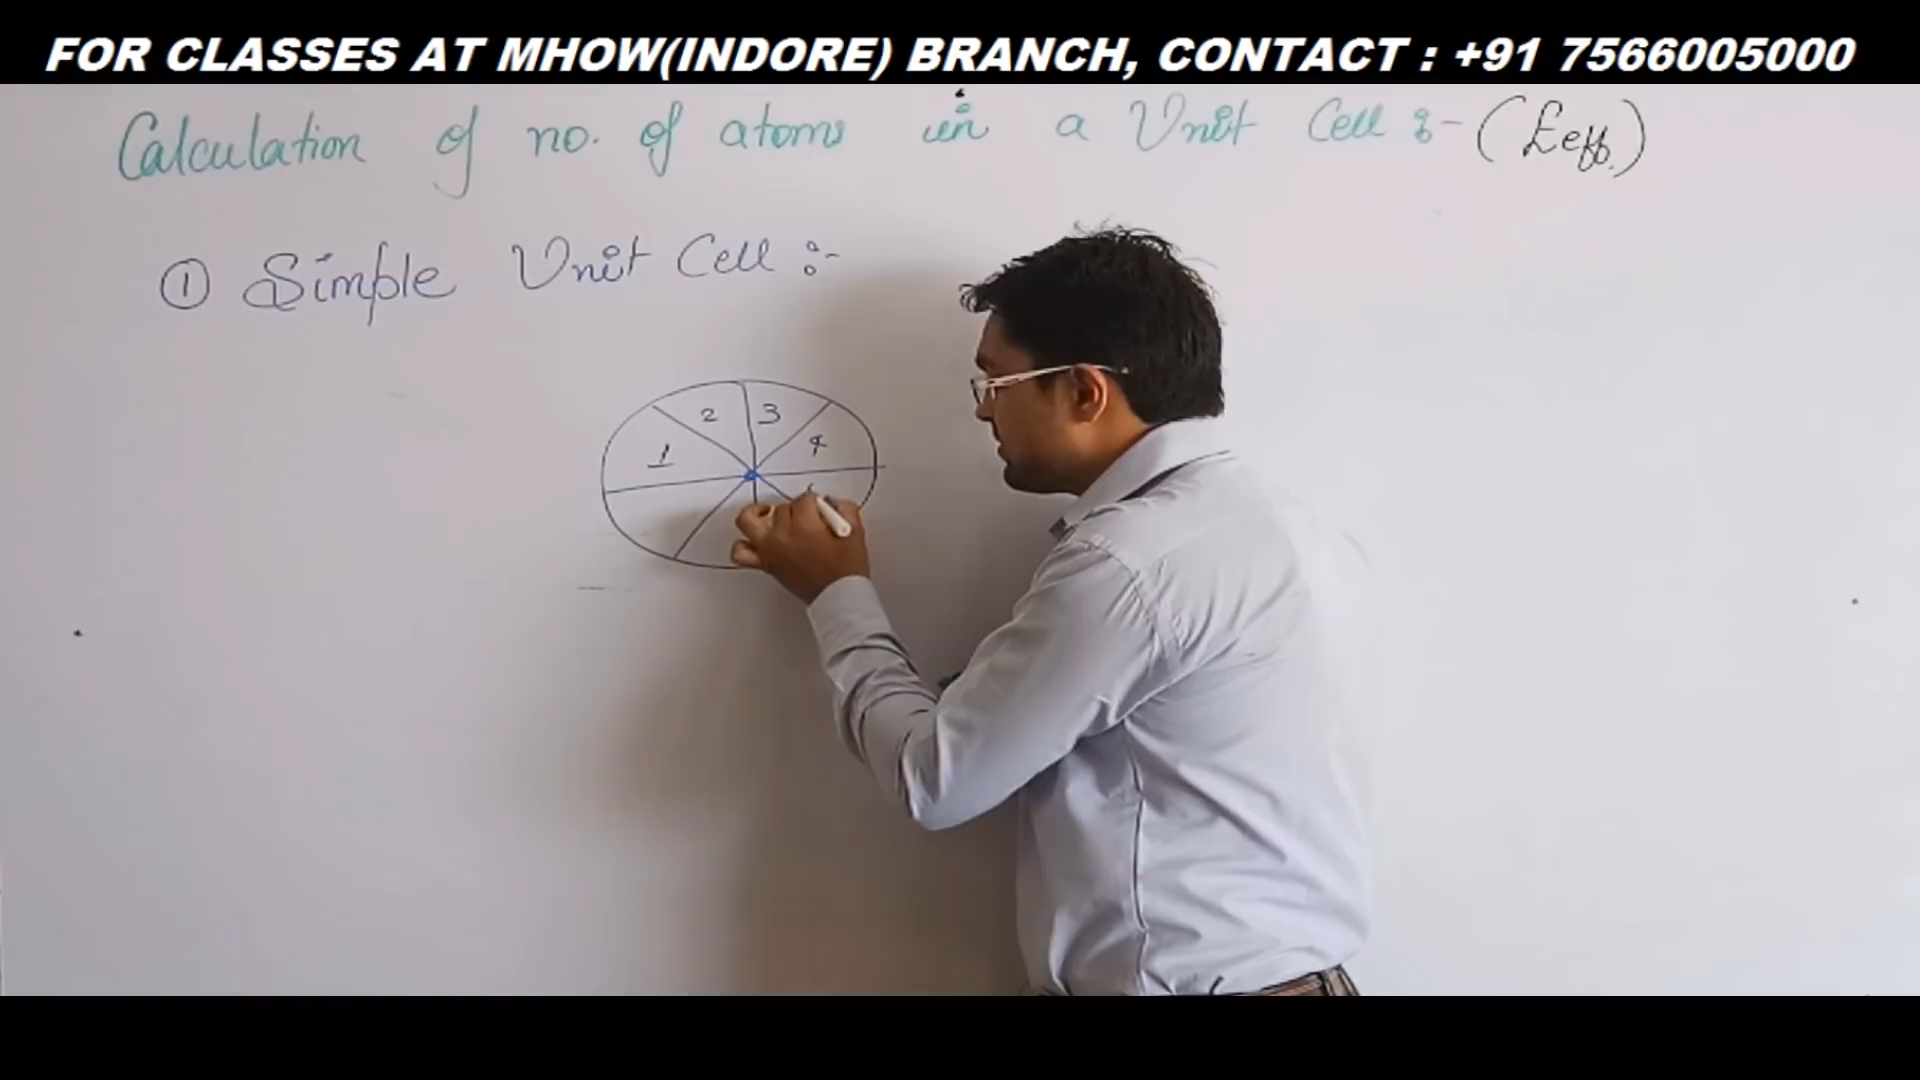 FOR CLASSES AT MHOW(INDORE) BRANCH, CONTACT : +91 7566005000
Calculation of no. of atoms in a Unit Cell :- (Zeff.)
① Simple Unit Cell :-
2 3
1 4